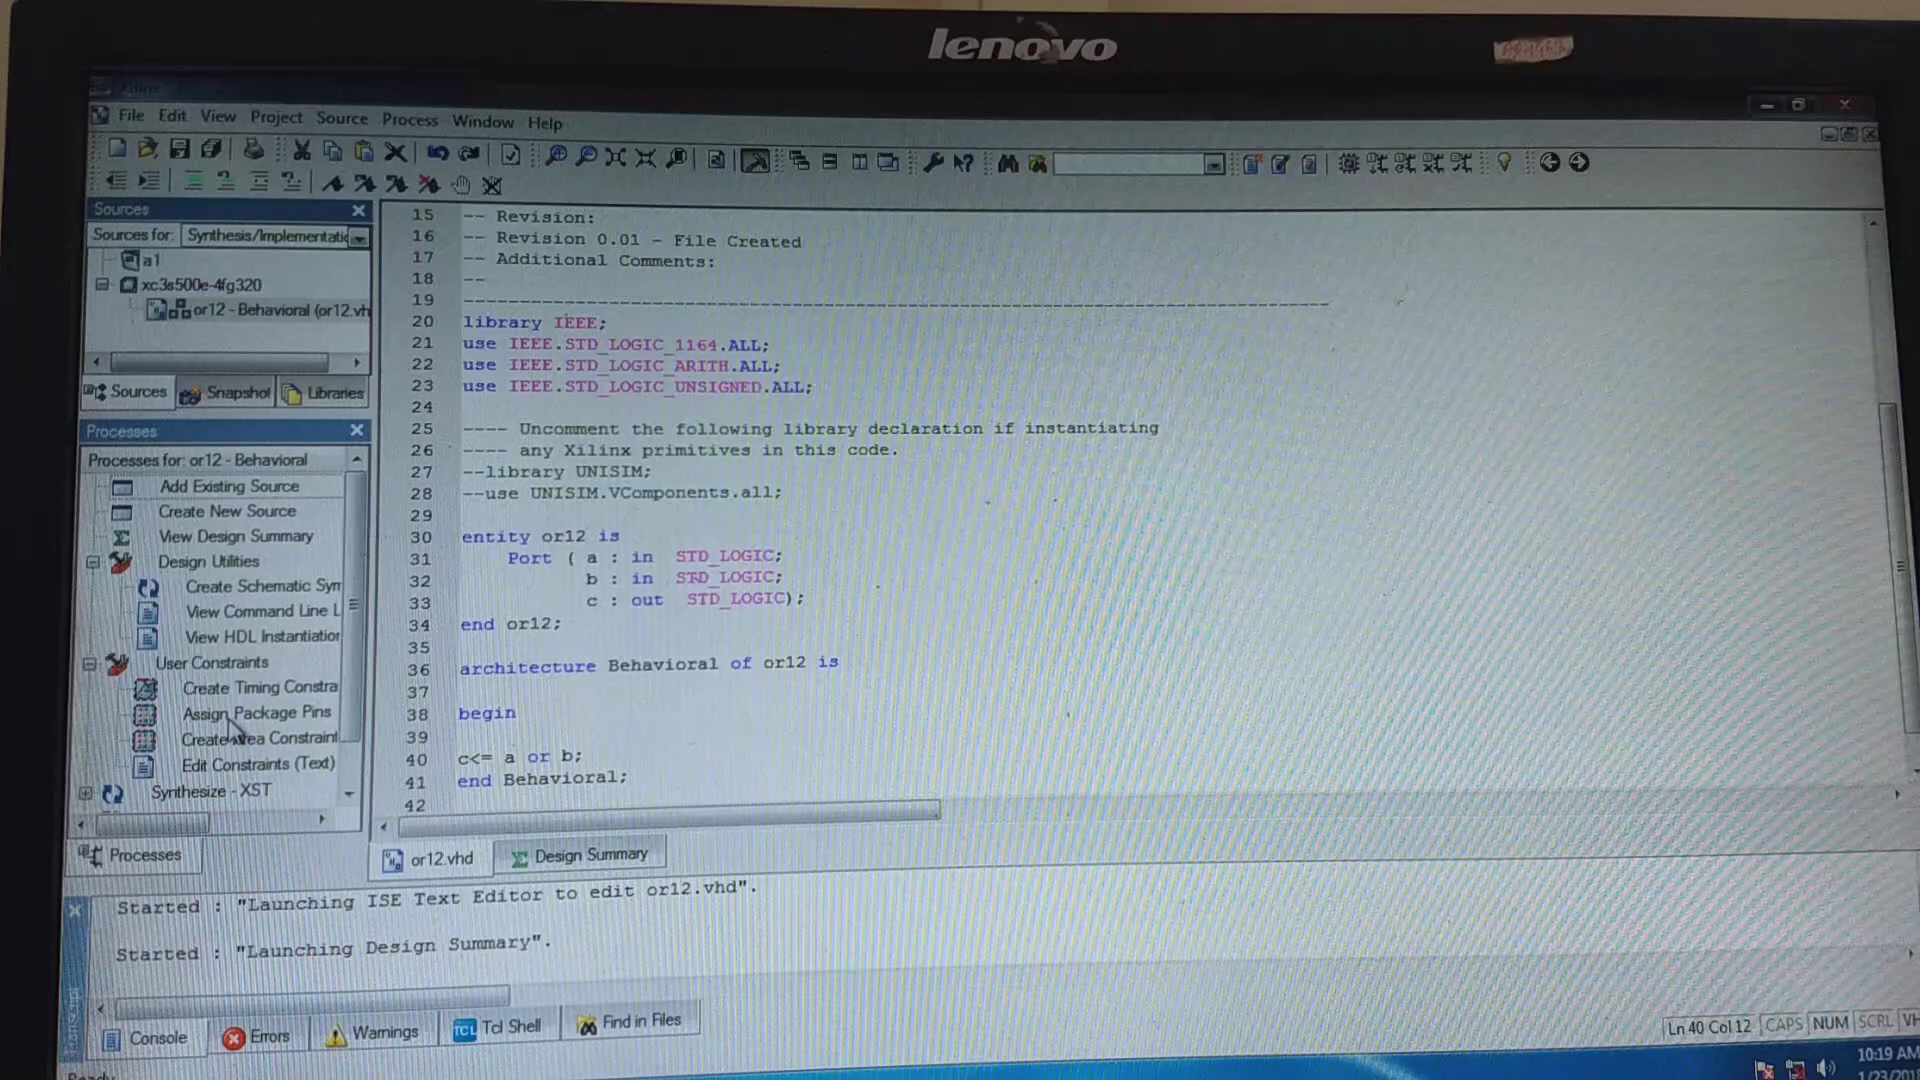 lenovo
File Edit View Project Source Process Window Help
Sources
Sources for: Synthesis/Implementatic
a1
xc3s500e-4fg320
or12 - Behavioral (or12.vh
Sources Snapshot Libraries
Processes
Processes for: or12 - Behavioral
Add Existing Source
Create New Source
View Design Summary
Design Utilities
Create Schematic Sym
View Command Line L
View HDL Instantiation
User Constraints
Create Timing Constra
Assign Package Pins
Create Area Constraint
Edit Constraints (Text)
Synthesize - XST
Processes
15 -- Revision:
16 -- Revision 0.01 - File Created
17 -- Additional Comments:
18 --
19 ----------------------------------------------------------------------------------
20 library IEEE;
21 use IEEE.STD_LOGIC_1164.ALL;
22 use IEEE.STD_LOGIC_ARITH.ALL;
23 use IEEE.STD_LOGIC_UNSIGNED.ALL;
24
25 ---- Uncomment the following library declaration if instantiating
26 ---- any Xilinx primitives in this code.
27 --library UNISIM;
28 --use UNISIM.VComponents.all;
29
30 entity or12 is
31 Port ( a : in STD_LOGIC;
32 b : in STD_LOGIC;
33 c : out STD_LOGIC);
34 end or12;
35
36 architecture Behavioral of or12 is
37
38 begin
39
40 c<= a or b;
41 end Behavioral;
42
or12.vhd Design Summary
Started : "Launching ISE Text Editor to edit or12.vhd".
Started : "Launching Design Summary".
Console Errors Warnings TCL Tcl Shell Find in Files
Ln 40 Col 12 CAPS NUM SCRL VH
10:19 AM